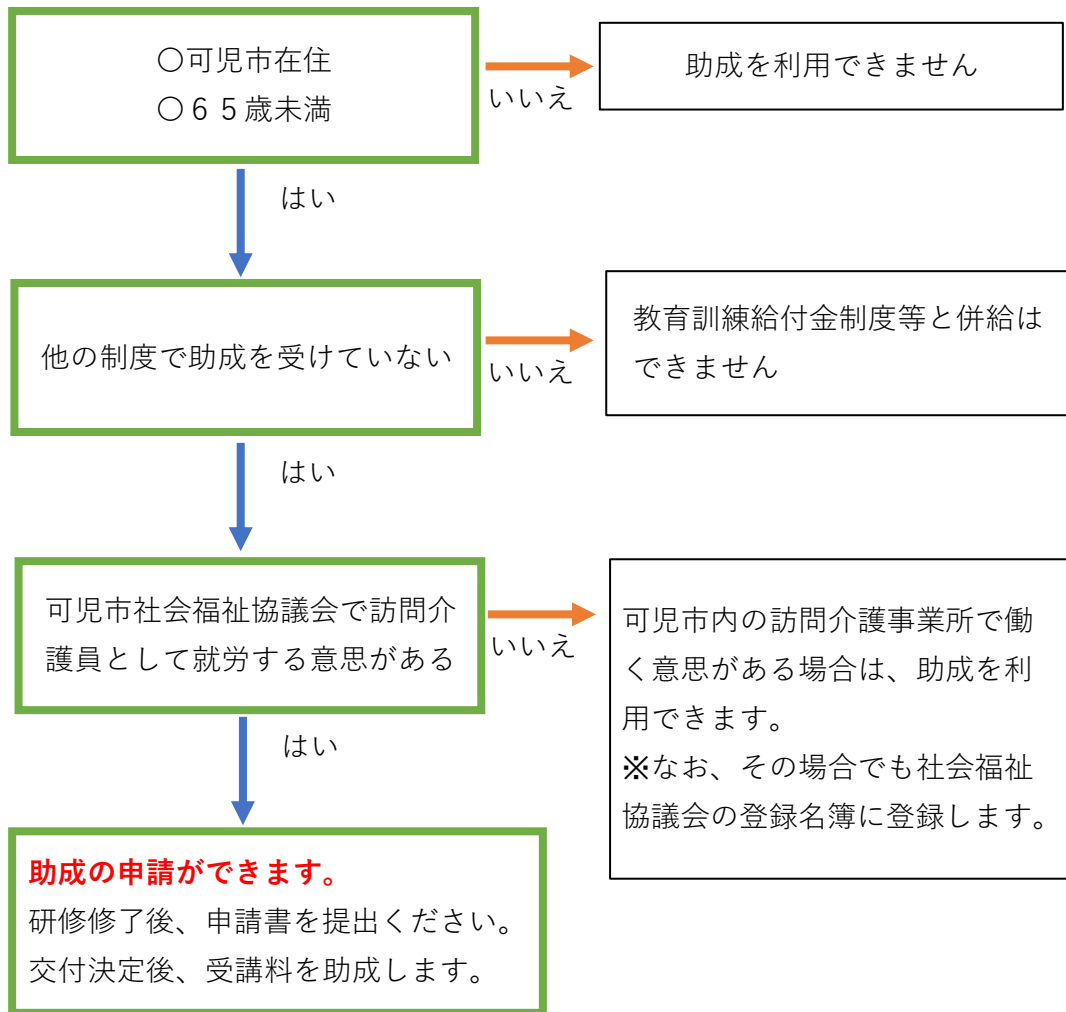 〇可児市在住
〇６５歳未満
いいえ
助成を利用できません
はい
他の制度で助成を受けていない
いいえ
教育訓練給付金制度等と併給は
できません
はい
可児市社会福祉協議会で訪問介
護員として就労する意思がある
いいえ
可児市内の訪問介護事業所で働
く意思がある場合は、助成を利
用できます。
※なお、その場合でも社会福祉
協議会の登録名簿に登録します。
はい
助成の申請ができます。
研修修了後、申請書を提出ください。
交付決定後、受講料を助成します。